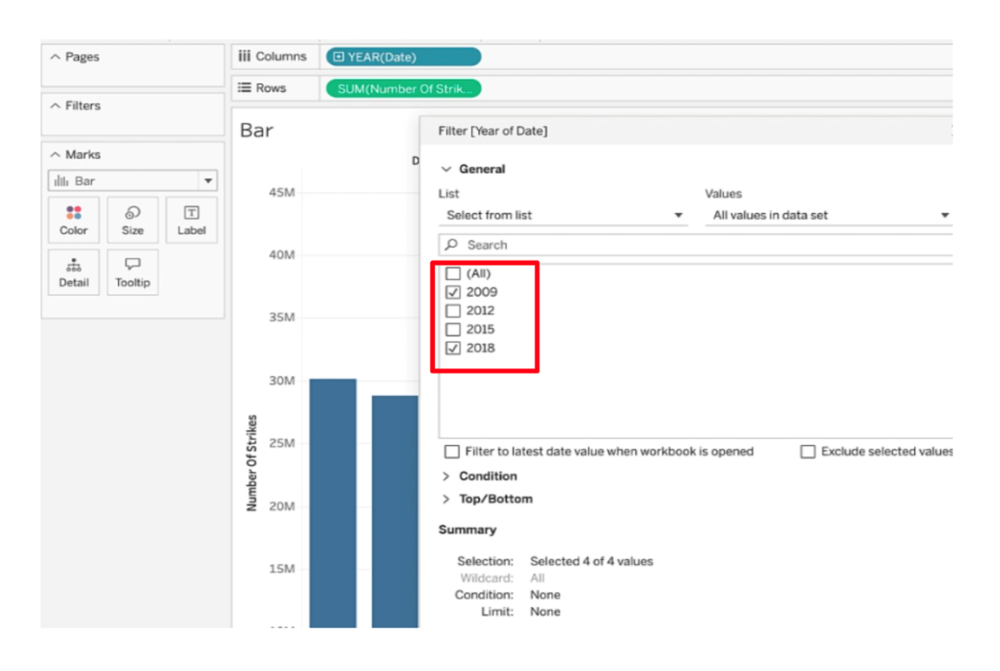 Pages
Columns
YEAR(Date)
Rows
SUM(Number Of Strik...
Filters
Marks
Bar
Color
Size
Label
Detail
Tooltip
Bar
D
45M
40M
35M
30M
25M
20M
15M
Number Of Strikes
Filter [Year of Date]
General
List
Values
Select from list
All values in data set
Search
(All)
2009
2012
2015
2018
Filter to latest date value when workbook is opened
Exclude selected values
Condition
Top/Bottom
Summary
Selection: Selected 4 of 4 values
Wildcard: All
Condition: None
Limit: None